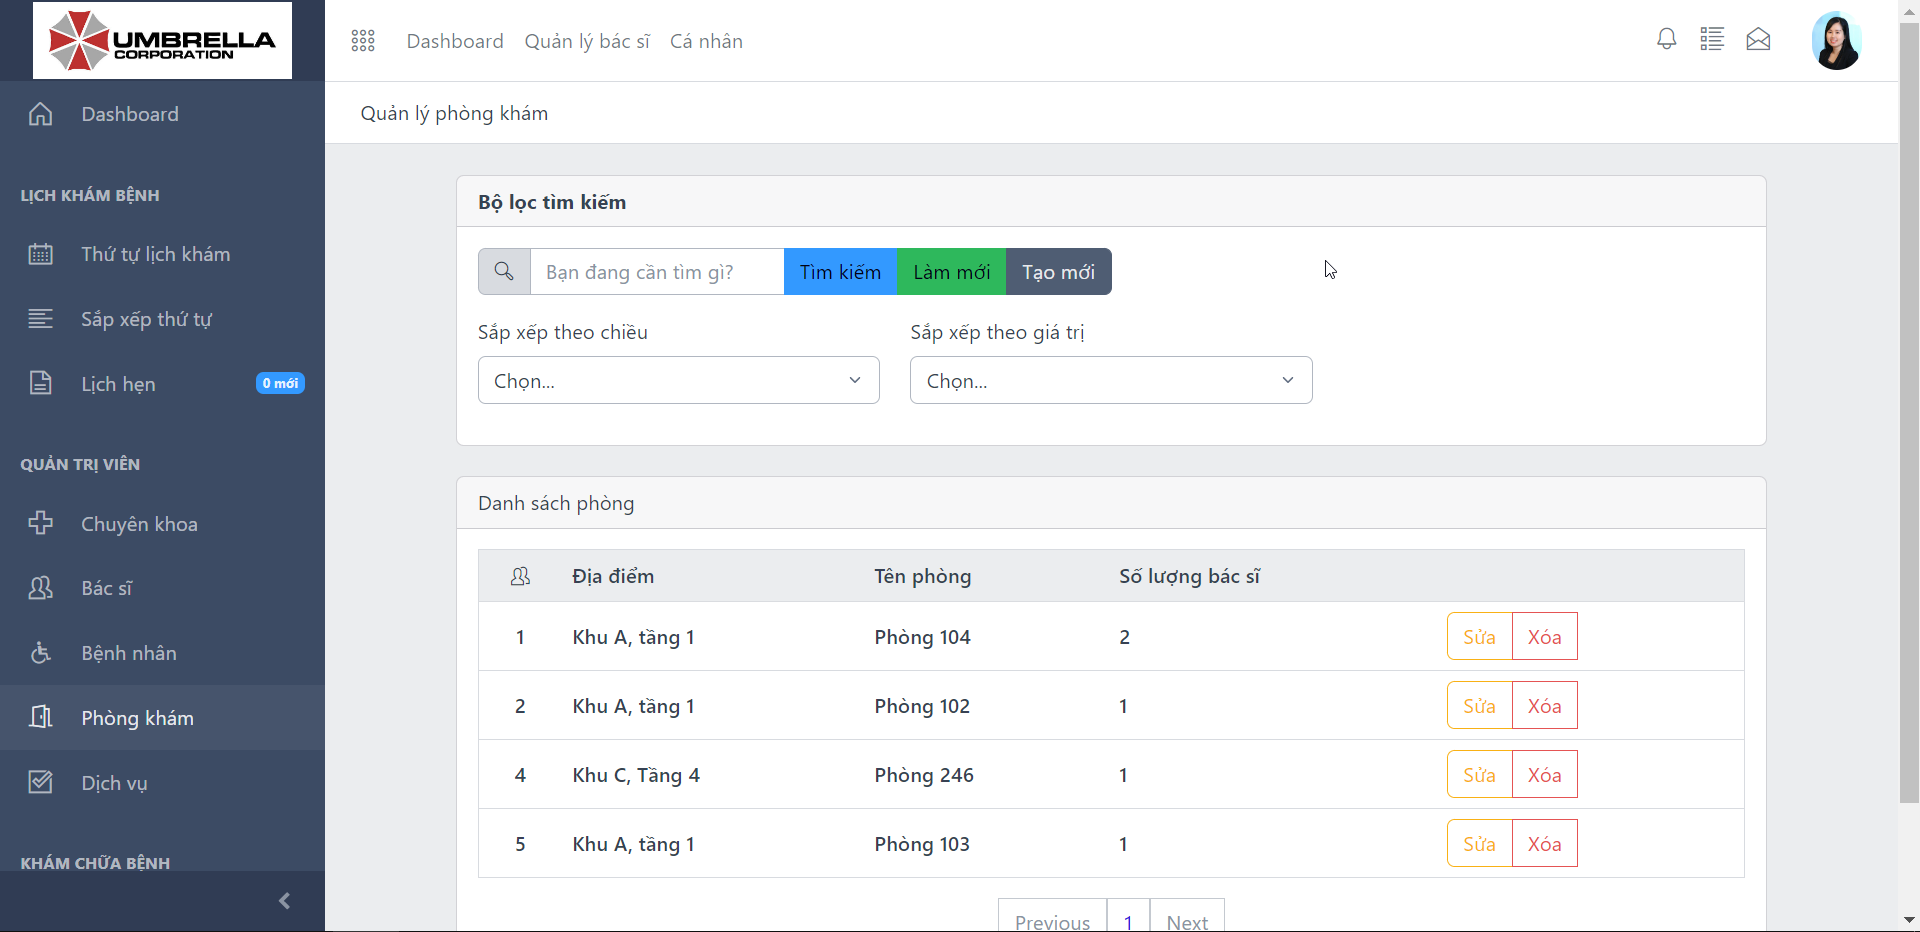 UMBRELLA
CORPORATION
Dashboard
Quản lý bác sĩ
Cá nhân
Dashboard
LỊCH KHÁM BỆNH
Thứ tự lịch khám
Sắp xếp thứ tự
Lịch hẹn
0 mới
QUẢN TRỊ VIÊN
Chuyên khoa
Bác sĩ
Bệnh nhân
Phòng khám
Dịch vụ
KHÁM CHỮA BỆNH
Quản lý phòng khám
Bộ lọc tìm kiếm
Bạn đang cần tìm gì?
Tìm kiếm
Làm mới
Tạo mới
Sắp xếp theo chiều
Sắp xếp theo giá trị
Chọn...
Chọn...
Danh sách phòng
Địa điểm Tên phòng Số lượng bác sĩ
1 Khu A, tầng 1 Phòng 104 2 Sửa Xóa
2 Khu A, tầng 1 Phòng 102 1 Sửa Xóa
4 Khu C, Tầng 4 Phòng 246 1 Sửa Xóa
5 Khu A, tầng 1 Phòng 103 1 Sửa Xóa
Previous 1 Next